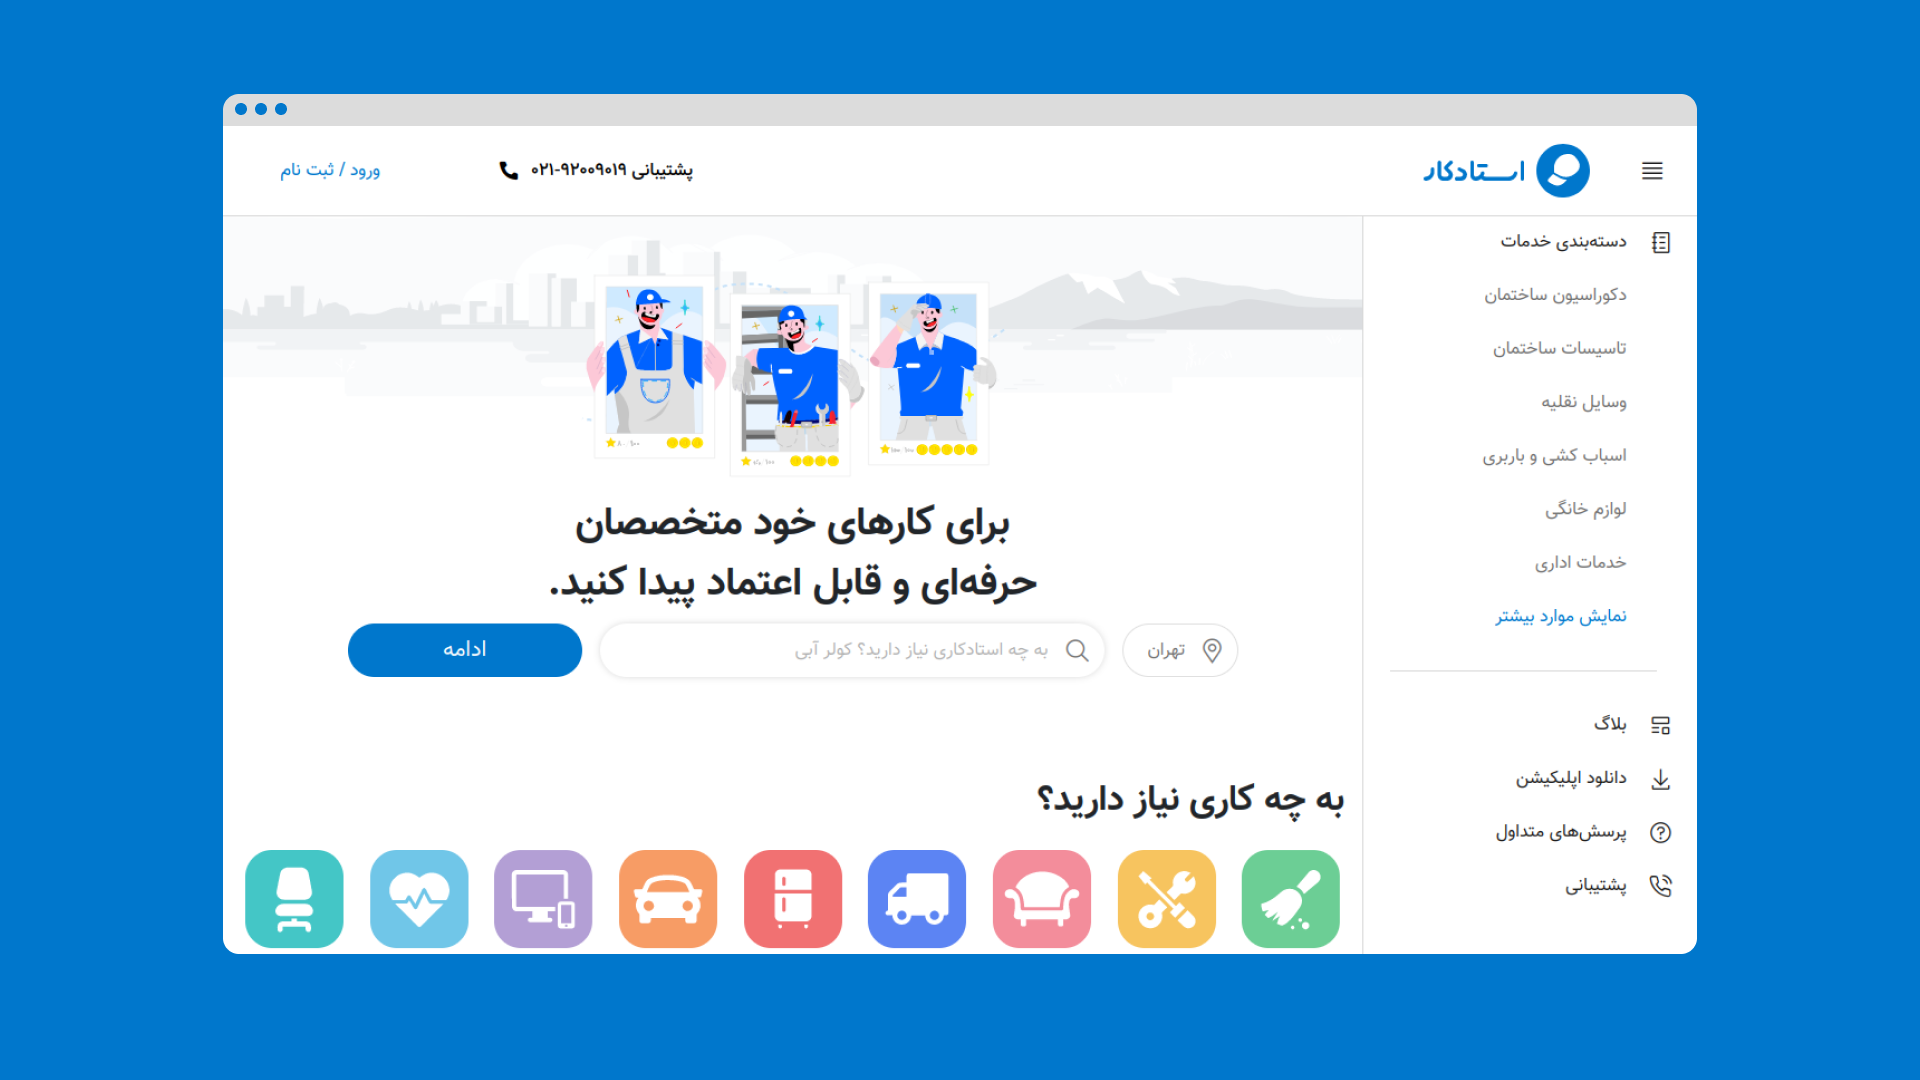 استادکار
پشتیبانی ۹۲۰۰۹۰۱۹-۰۲۱
ورود / ثبت نام
دسته‌بندی خدمات
دکوراسیون ساختمان
تاسیسات ساختمان
وسایل نقلیه
اسباب کشی و باربری
لوازم خانگی
خدمات اداری
نمایش موارد بیشتر
بلاگ
دانلود اپلیکیشن
پرسش‌های متداول
پشتیبانی
برای کارهای خود متخصصان
حرفه‌ای و قابل اعتماد پیدا کنید.
تهران
به چه استادکاری نیاز دارید؟ کولر آبی
ادامه
به چه کاری نیاز دارید؟